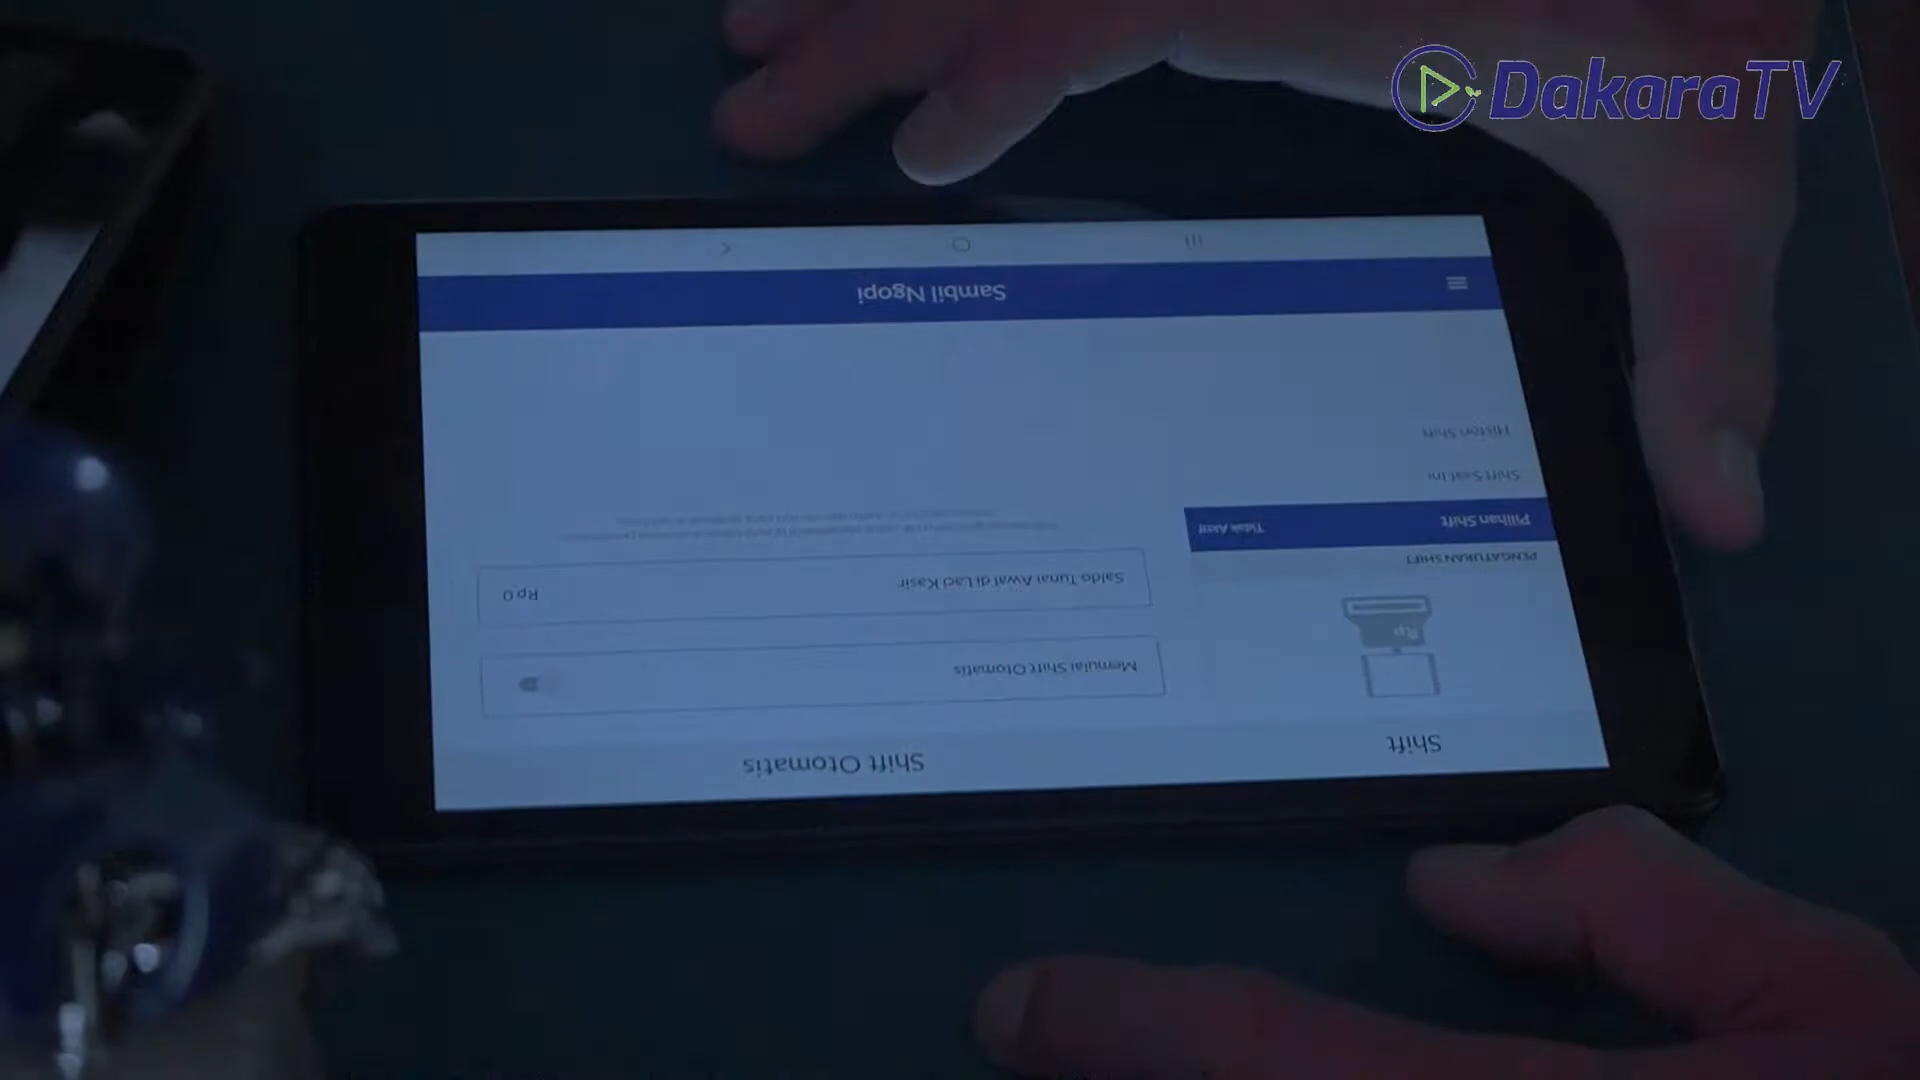 DakaraTV
Shift
Shift Otomatis
Rp
PENGATURAN SHIFT
Pilihan Shift Tidak Aktif
Shift Saat Ini
Histori Shift
Memulai Shift Otomatis
Saldo Tunai Awal di Laci Kasir Rp 0
Sambil Ngopi